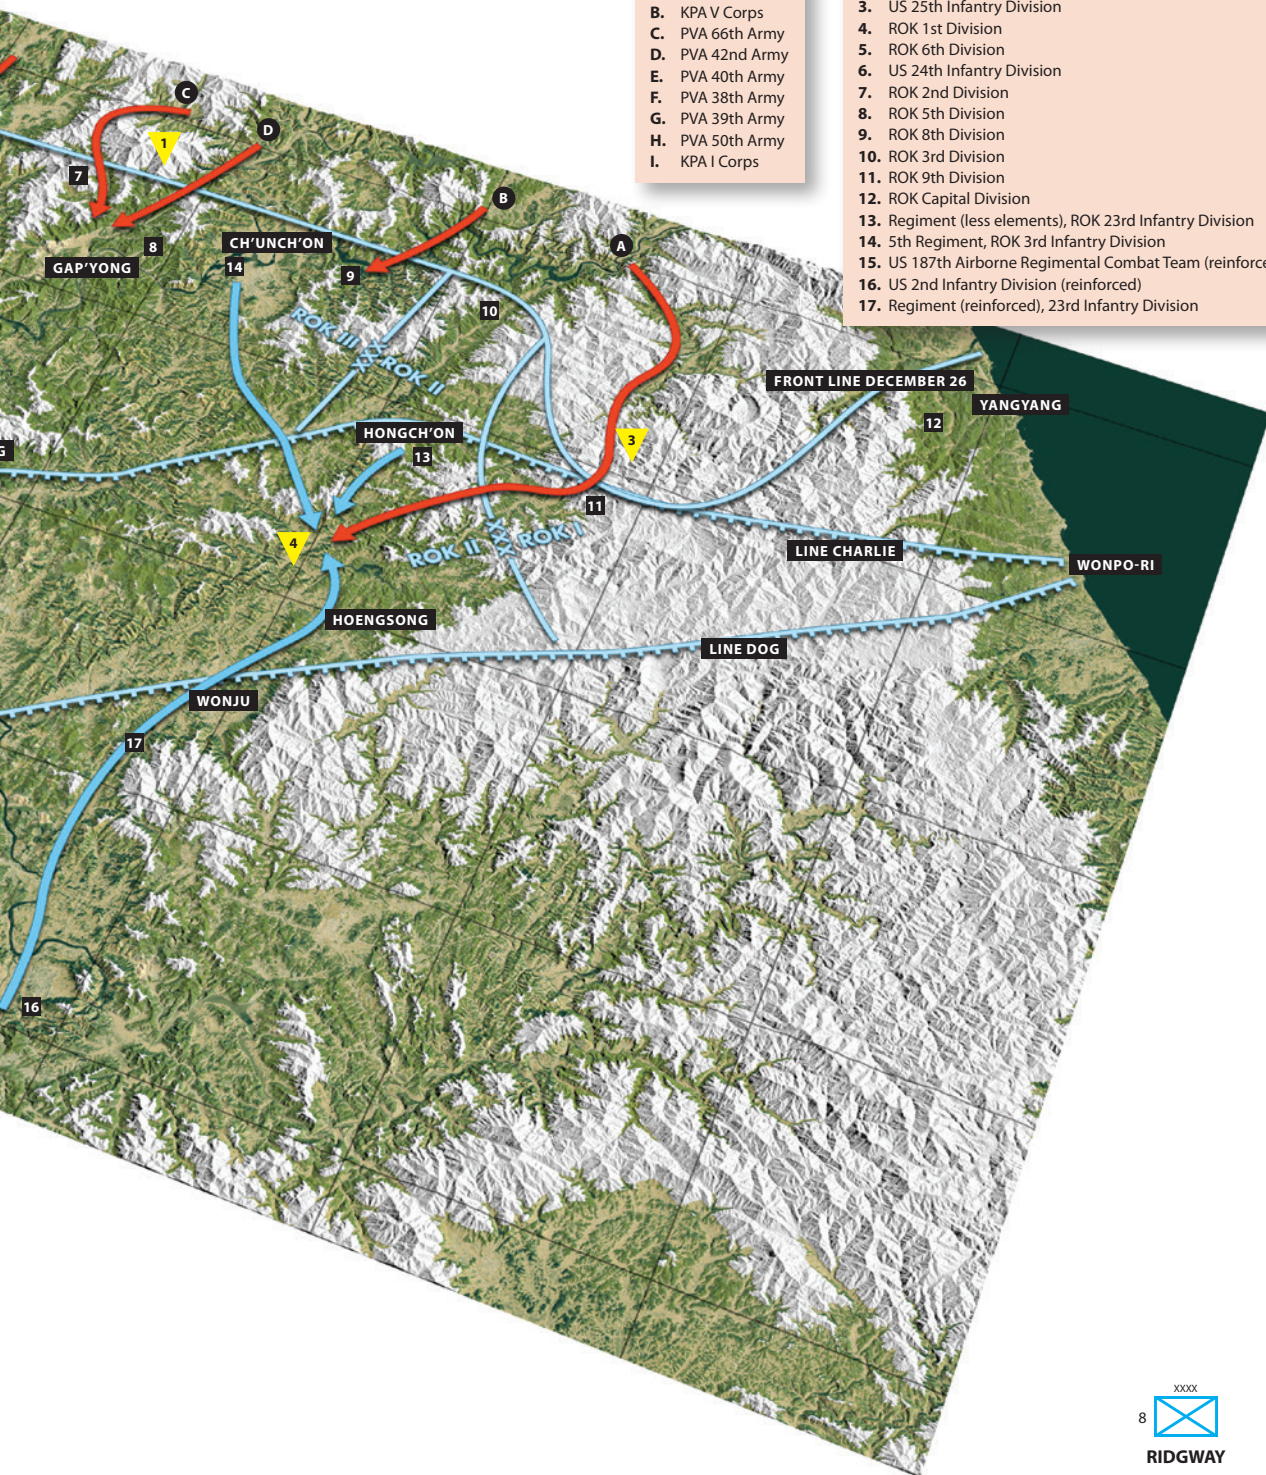 B. KPA V Corps
C. PVA 66th Army
D. PVA 42nd Army
E. PVA 40th Army
F. PVA 38th Army
G. PVA 39th Army
H. PVA 50th Army
I. KPA I Corps
3. US 25th Infantry Division
4. ROK 1st Division
5. ROK 6th Division
6. US 24th Infantry Division
7. ROK 2nd Division
8. ROK 5th Division
9. ROK 8th Division
10. ROK 3rd Division
11. ROK 9th Division
12. ROK Capital Division
13. Regiment (less elements), ROK 23rd Infantry Division
14. 5th Regiment, ROK 3rd Infantry Division
15. US 187th Airborne Regimental Combat Team (reinforce
16. US 2nd Infantry Division (reinforced)
17. Regiment (reinforced), 23rd Infantry Division
C
D
1
7
B
8
CH'UNCH'ON
A
GAP'YONG
14
9
10
ROK III
XXX
ROK II
FRONT LINE DECEMBER 26
YANGYANG
12
HONGCH'ON
3
G
13
11
4
ROK II
XXX
ROK I
LINE CHARLIE
WONPO-RI
HOENGSONG
LINE DOG
WONJU
17
16
XXXX
8
RIDGWAY